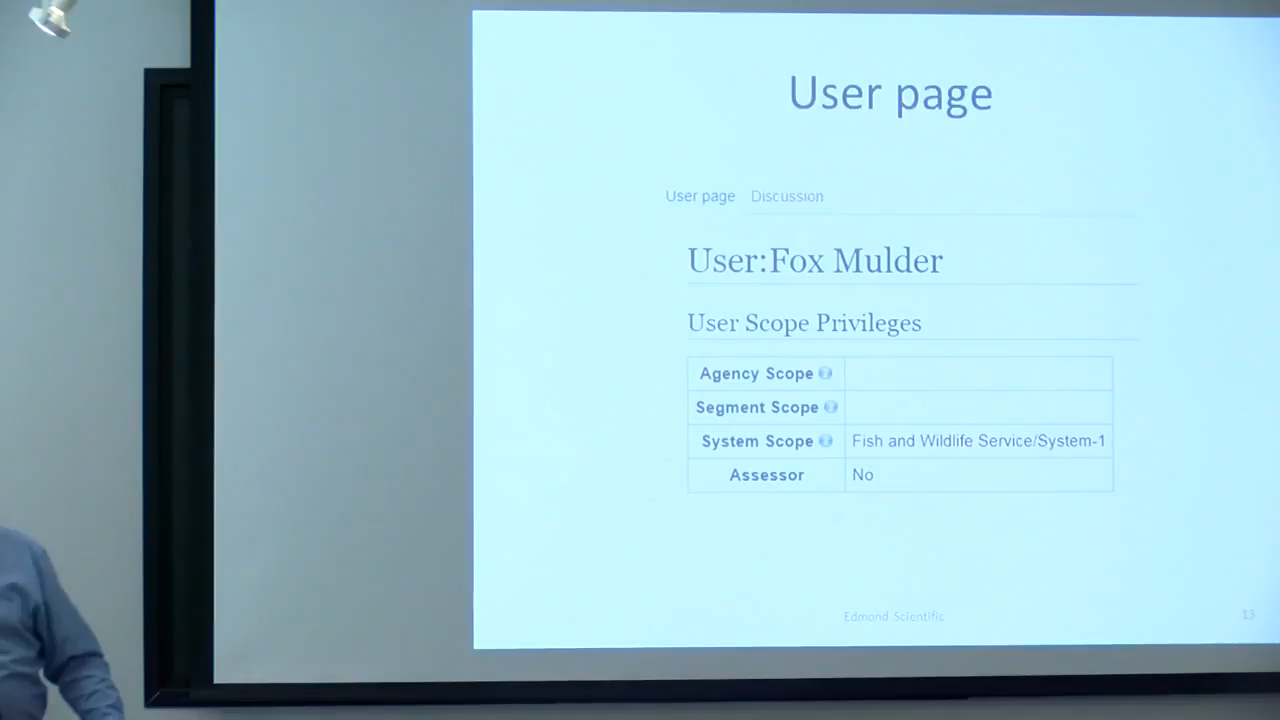 User page
User page Discussion
User:Fox Mulder
User Scope Privileges
Agency Scope
Segment Scope
System Scope Fish and Wildlife Service/System-1
Assessor No
Edmond Scientific 13